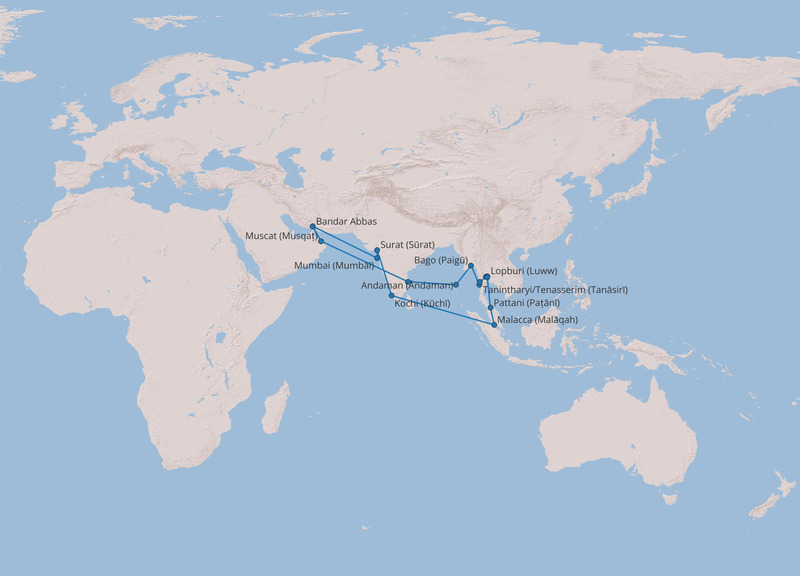 Bandar Abbas
Muscat (Musqaṭ)
Surat (Sūrat)
Mumbai (Mumbaī)
Bago (Paigū)
Lopburi (Luww)
Andaman (Andaman)
Tanintharyi/Tenasserim (Tanāsirī)
Kochi (Kūchī)
Pattani (Paṭānī)
Malacca (Malāqah)